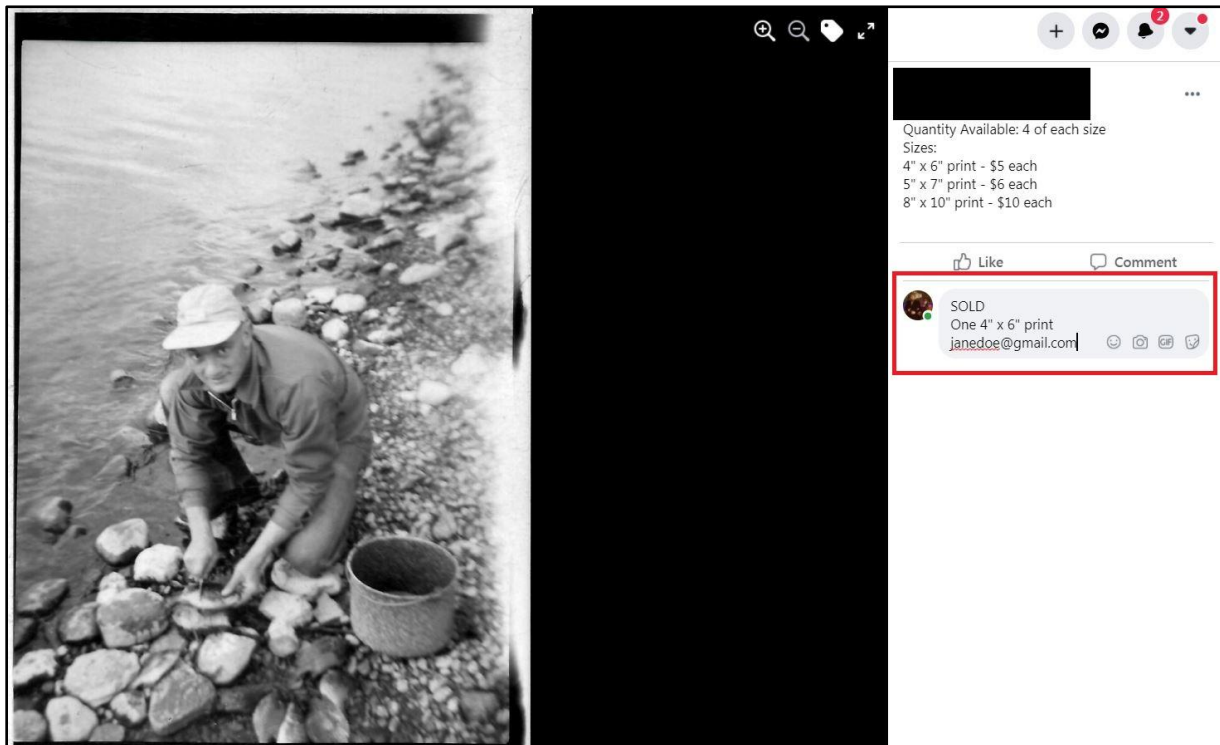 2
Quantity Available: 4 of each size
Sizes:
4" x 6" print - $5 each
5" x 7" print - $6 each
8" x 10" print - $10 each
Like
Comment
SOLD
One 4" x 6" print
janedoe@gmail.com
GIF